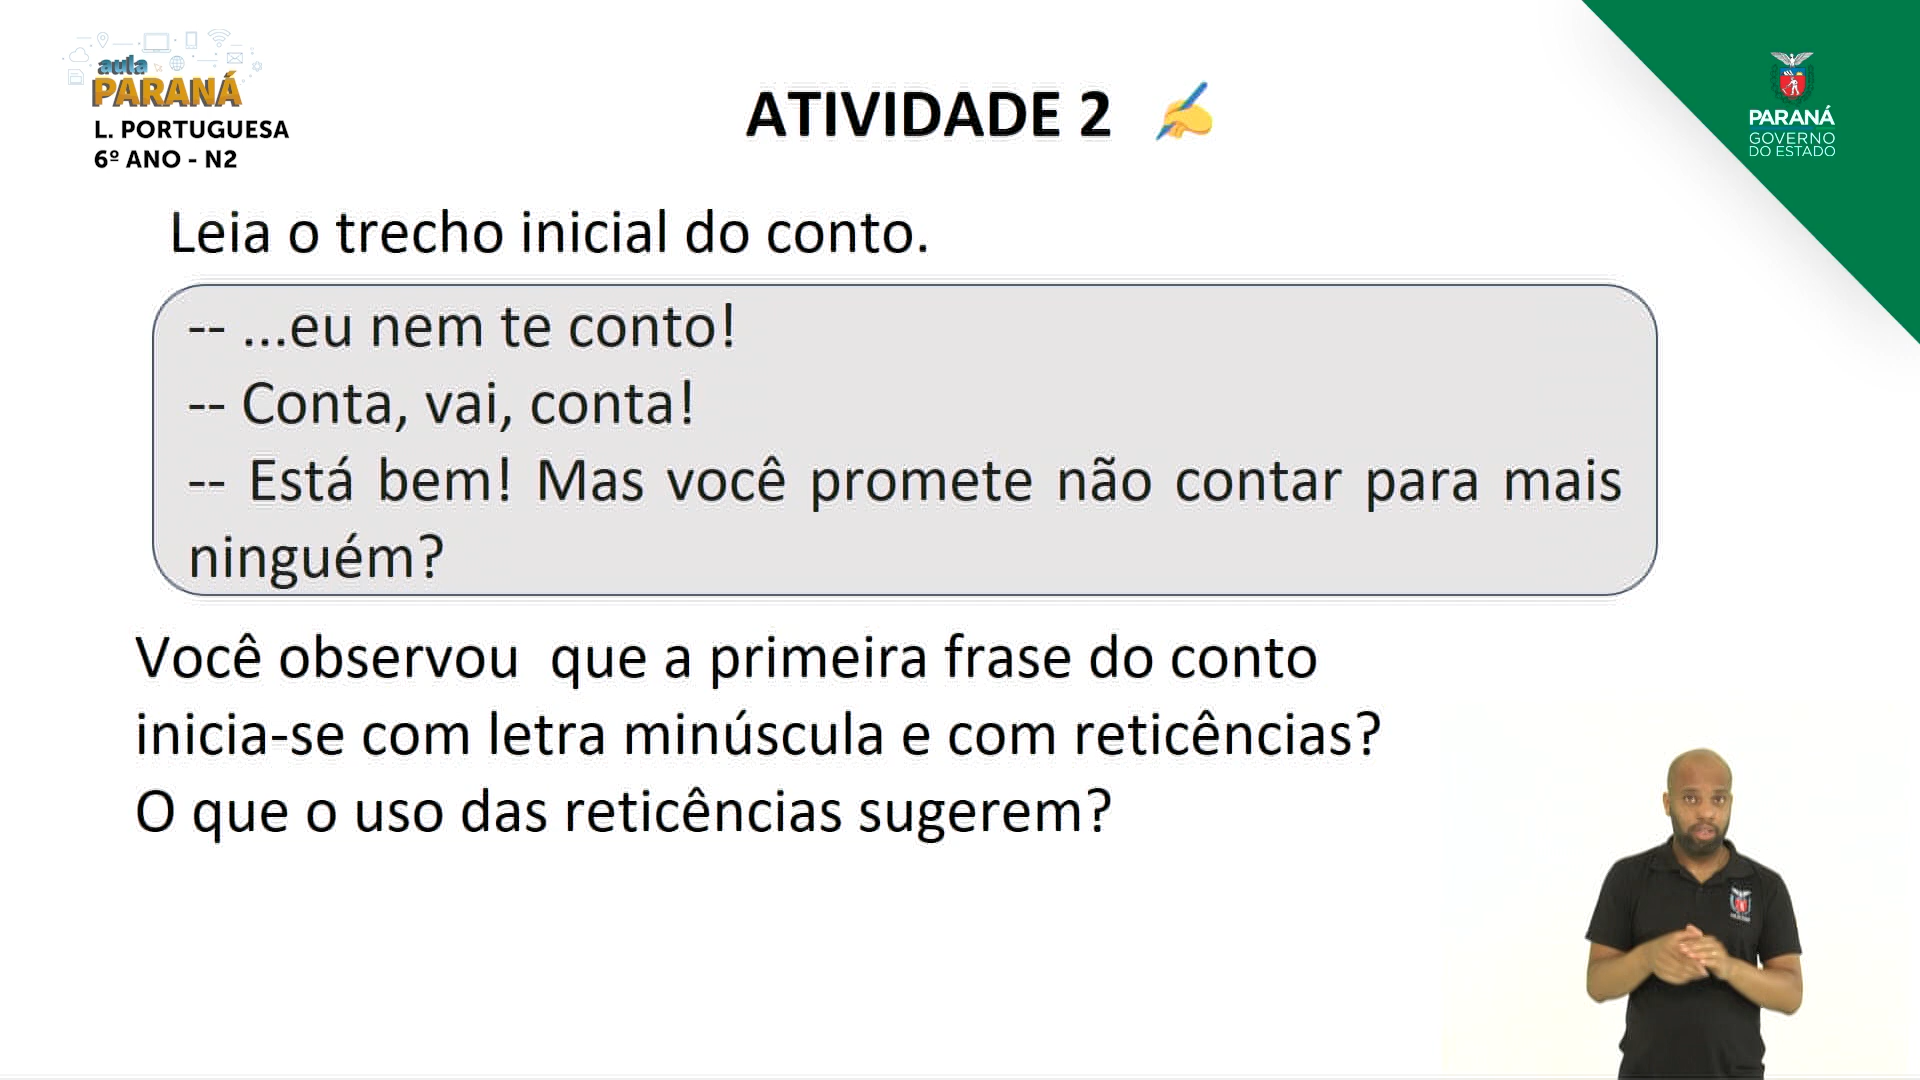 aula
PARANÁ
L. PORTUGUESA
6º ANO - N2
ATIVIDADE 2
PARANÁ
GOVERNO
DO ESTADO
Leia o trecho inicial do conto.
-- ...eu nem te conto!
-- Conta, vai, conta!
-- Está bem! Mas você promete não contar para mais
ninguém?
Você observou  que a primeira frase do conto
inicia-se com letra minúscula e com reticências?
O que o uso das reticências sugerem?